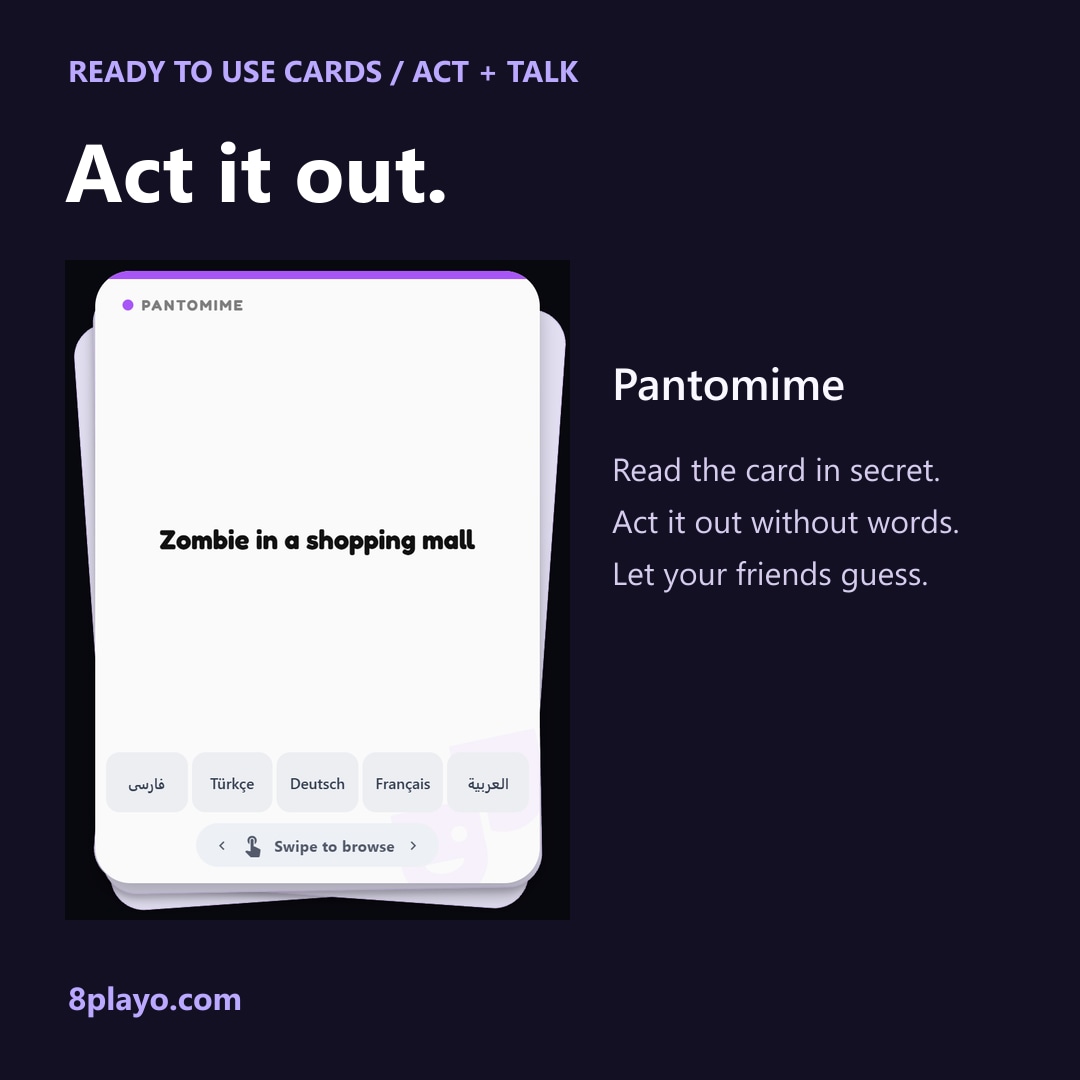 READY TO USE CARDS / ACT + TALK
Act it out.
PANTOMIME
Zombie in a shopping mall
فارسی
Türkçe
Deutsch
Français
العربية
Swipe to browse
Pantomime
Read the card in secret.
Act it out without words.
Let your friends guess.
8playo.com